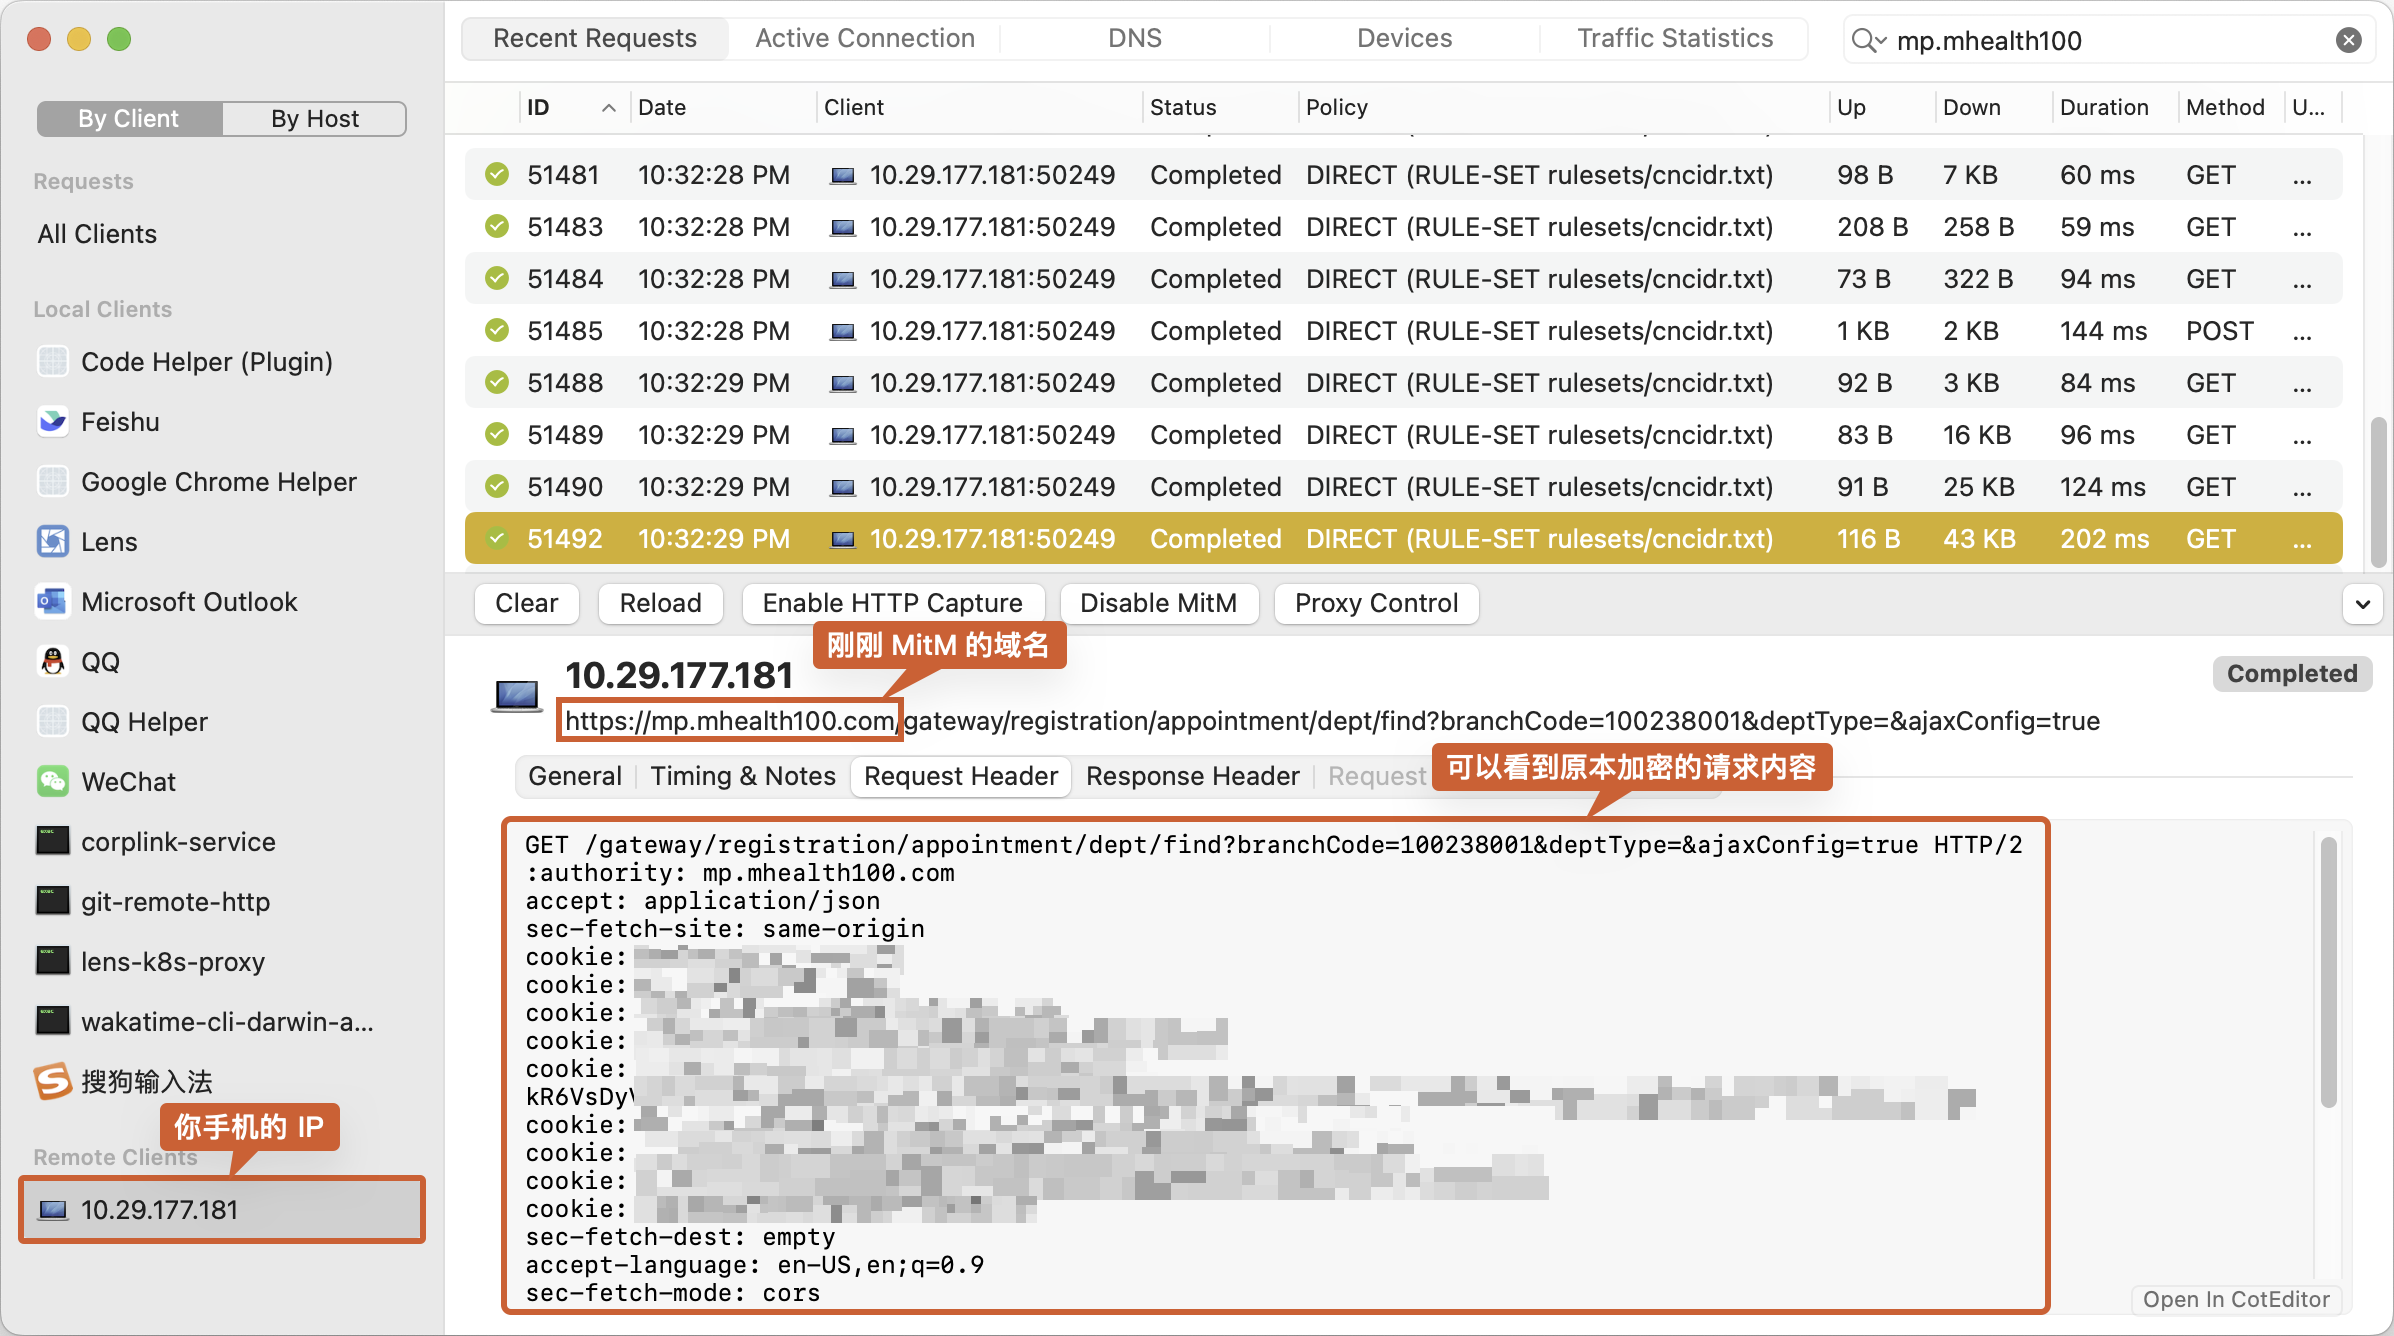 Recent Requests
Active Connection
DNS
Devices
Traffic Statistics
mp.mhealth100
By Client
By Host
Requests
All Clients
Local Clients
Code Helper (Plugin)
Feishu
Google Chrome Helper
Lens
Microsoft Outlook
QQ
QQ Helper
WeChat
corplink-service
git-remote-http
lens-k8s-proxy
wakatime-cli-darwin-a...
搜狗输入法
你手机的 IP
Remote Clients
10.29.177.181
ID Date Client Status Policy Up Down Duration Method U...
51481 10:32:28 PM 10.29.177.181:50249 Completed DIRECT (RULE-SET rulesets/cncidr.txt) 98 B 7 KB 60 ms GET ...
51483 10:32:28 PM 10.29.177.181:50249 Completed DIRECT (RULE-SET rulesets/cncidr.txt) 208 B 258 B 59 ms GET ...
51484 10:32:28 PM 10.29.177.181:50249 Completed DIRECT (RULE-SET rulesets/cncidr.txt) 73 B 322 B 94 ms GET ...
51485 10:32:28 PM 10.29.177.181:50249 Completed DIRECT (RULE-SET rulesets/cncidr.txt) 1 KB 2 KB 144 ms POST ...
51488 10:32:29 PM 10.29.177.181:50249 Completed DIRECT (RULE-SET rulesets/cncidr.txt) 92 B 3 KB 84 ms GET ...
51489 10:32:29 PM 10.29.177.181:50249 Completed DIRECT (RULE-SET rulesets/cncidr.txt) 83 B 16 KB 96 ms GET ...
51490 10:32:29 PM 10.29.177.181:50249 Completed DIRECT (RULE-SET rulesets/cncidr.txt) 91 B 25 KB 124 ms GET ...
51492 10:32:29 PM 10.29.177.181:50249 Completed DIRECT (RULE-SET rulesets/cncidr.txt) 116 B 43 KB 202 ms GET ...
Clear
Reload
Enable HTTP Capture
Disable MitM
Proxy Control
刚刚 MitM 的域名
10.29.177.181
Completed
https://mp.mhealth100.com/gateway/registration/appointment/dept/find?branchCode=100238001&deptType=&ajaxConfig=true
General
Timing & Notes
Request Header
Response Header
Request
可以看到原本加密的请求内容
GET /gateway/registration/appointment/dept/find?branchCode=100238001&deptType=&ajaxConfig=true HTTP/2
:authority: mp.mhealth100.com
accept: application/json
sec-fetch-site: same-origin
cookie:
cookie:
cookie:
cookie:
cookie:
kR6VsDy
cookie:
cookie:
cookie:
cookie:
sec-fetch-dest: empty
accept-language: en-US,en;q=0.9
sec-fetch-mode: cors
Open In CotEditor